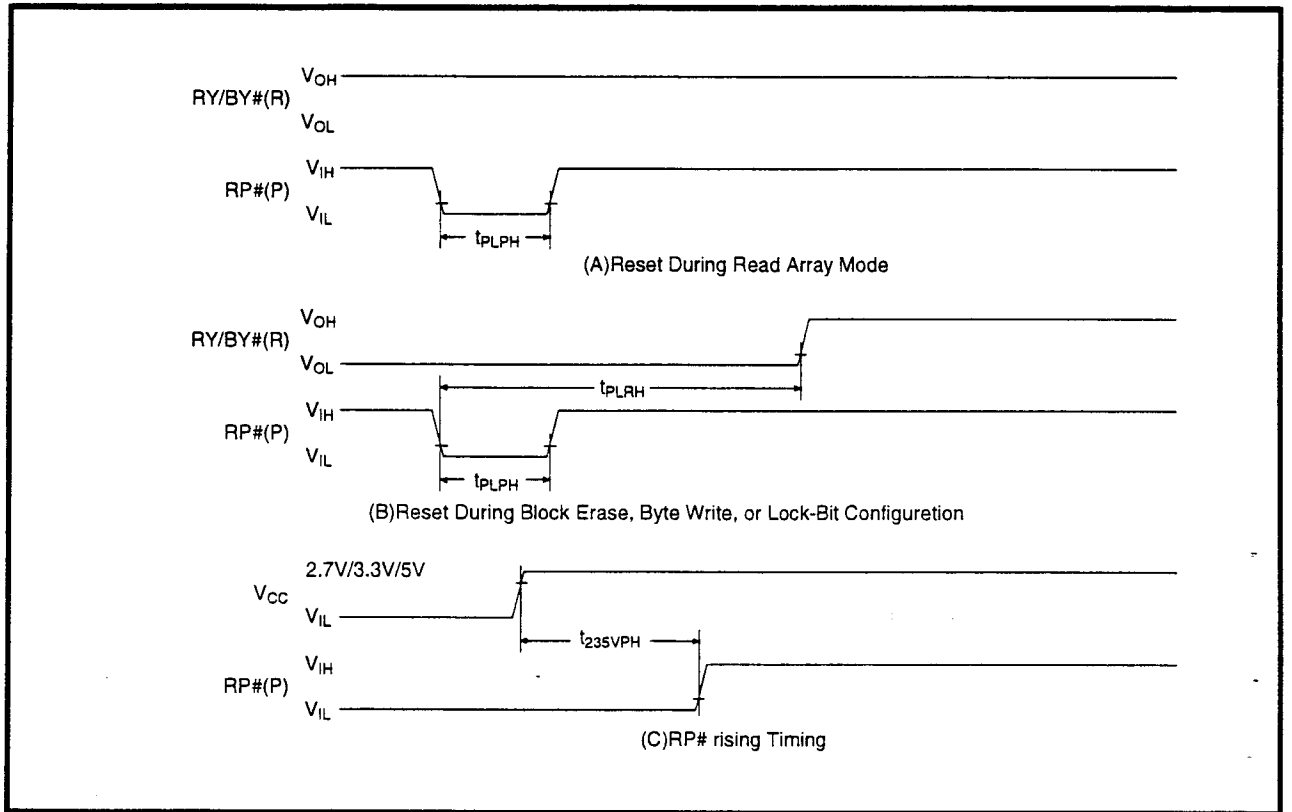 VOH
RY/BY#(R)
VOL
VIH
RP#(P)
VIL
tPLPH
(A)Reset During Read Array Mode
VOH
RY/BY#(R)
VOL
tPLRH
VIH
RP#(P)
VIL
tPLPH
(B)Reset During Block Erase, Byte Write, or Lock-Bit Configuretion
2.7V/3.3V/5V
VCC
VIL
t235VPH
VIH
RP#(P)
VIL
(C)RP# rising Timing